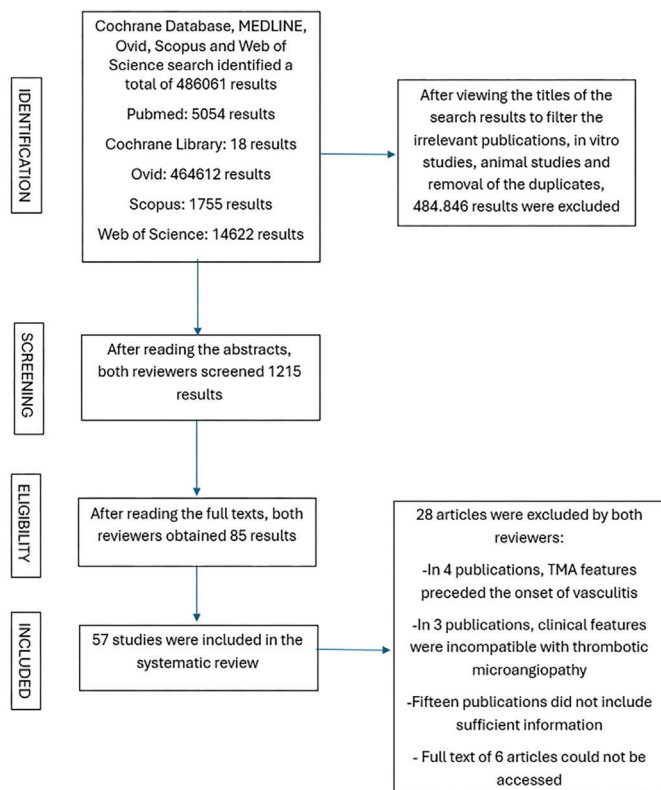 IDENTIFICATION
Cochrane Database, MEDLINE,
Ovid, Scopus and Web of
Science search identified a
total of 486061 results
Pubmed: 5054 results
Cochrane Library: 18 results
Ovid: 464612 results
Scopus: 1755 results
Web of Science: 14622 results
After viewing the titles of the
search results to filter the
irrelevant publications, in vitro
studies, animal studies and
removal of the duplicates,
484.846 results were excluded
SCREENING
After reading the abstracts,
both reviewers screened 1215
results
ELIGIBILITY
After reading the full texts, both
reviewers obtained 85 results
28 articles were excluded by both
reviewers:
-In 4 publications, TMA features
preceded the onset of vasculitis
-In 3 publications, clinical features
were incompatible with thrombotic
microangiopathy
-Fifteen publications did not include
sufficient information
- Full text of 6 articles could not be
accessed
INCLUDED
57 studies were included in the
systematic review